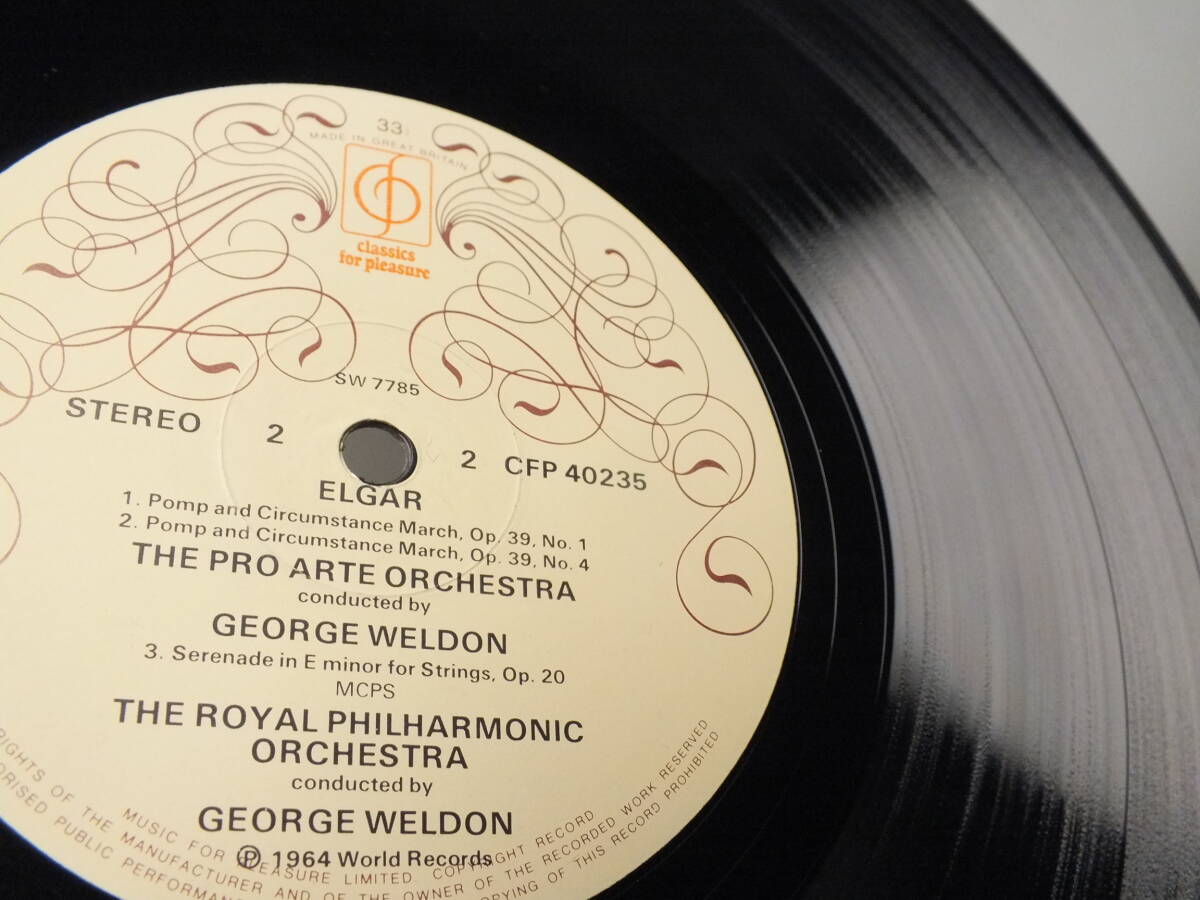 33
MADE IN GREAT BRITAIN
classics
for pleasure
SW 7785
STEREO 2 2 CFP 40235
ELGAR
1. Pomp and Circumstance March, Op. 39, No. 1
2. Pomp and Circumstance March, Op. 39, No. 4
THE PRO ARTE ORCHESTRA
conducted by
GEORGE WELDON
3. Serenade in E minor for Strings, Op. 20
MCPS
THE ROYAL PHILHARMONIC
ORCHESTRA
conducted by
GEORGE WELDON
℗ 1964 World Records
MUSIC FOR PLEASURE LIMITED. COPYRIGHT RECORD
OF THE MANUFACTURER AND OF THE OWNER OF THE RECORDED WORK RESERVED
PUBLIC OF THIS RECORD PROHIBITED